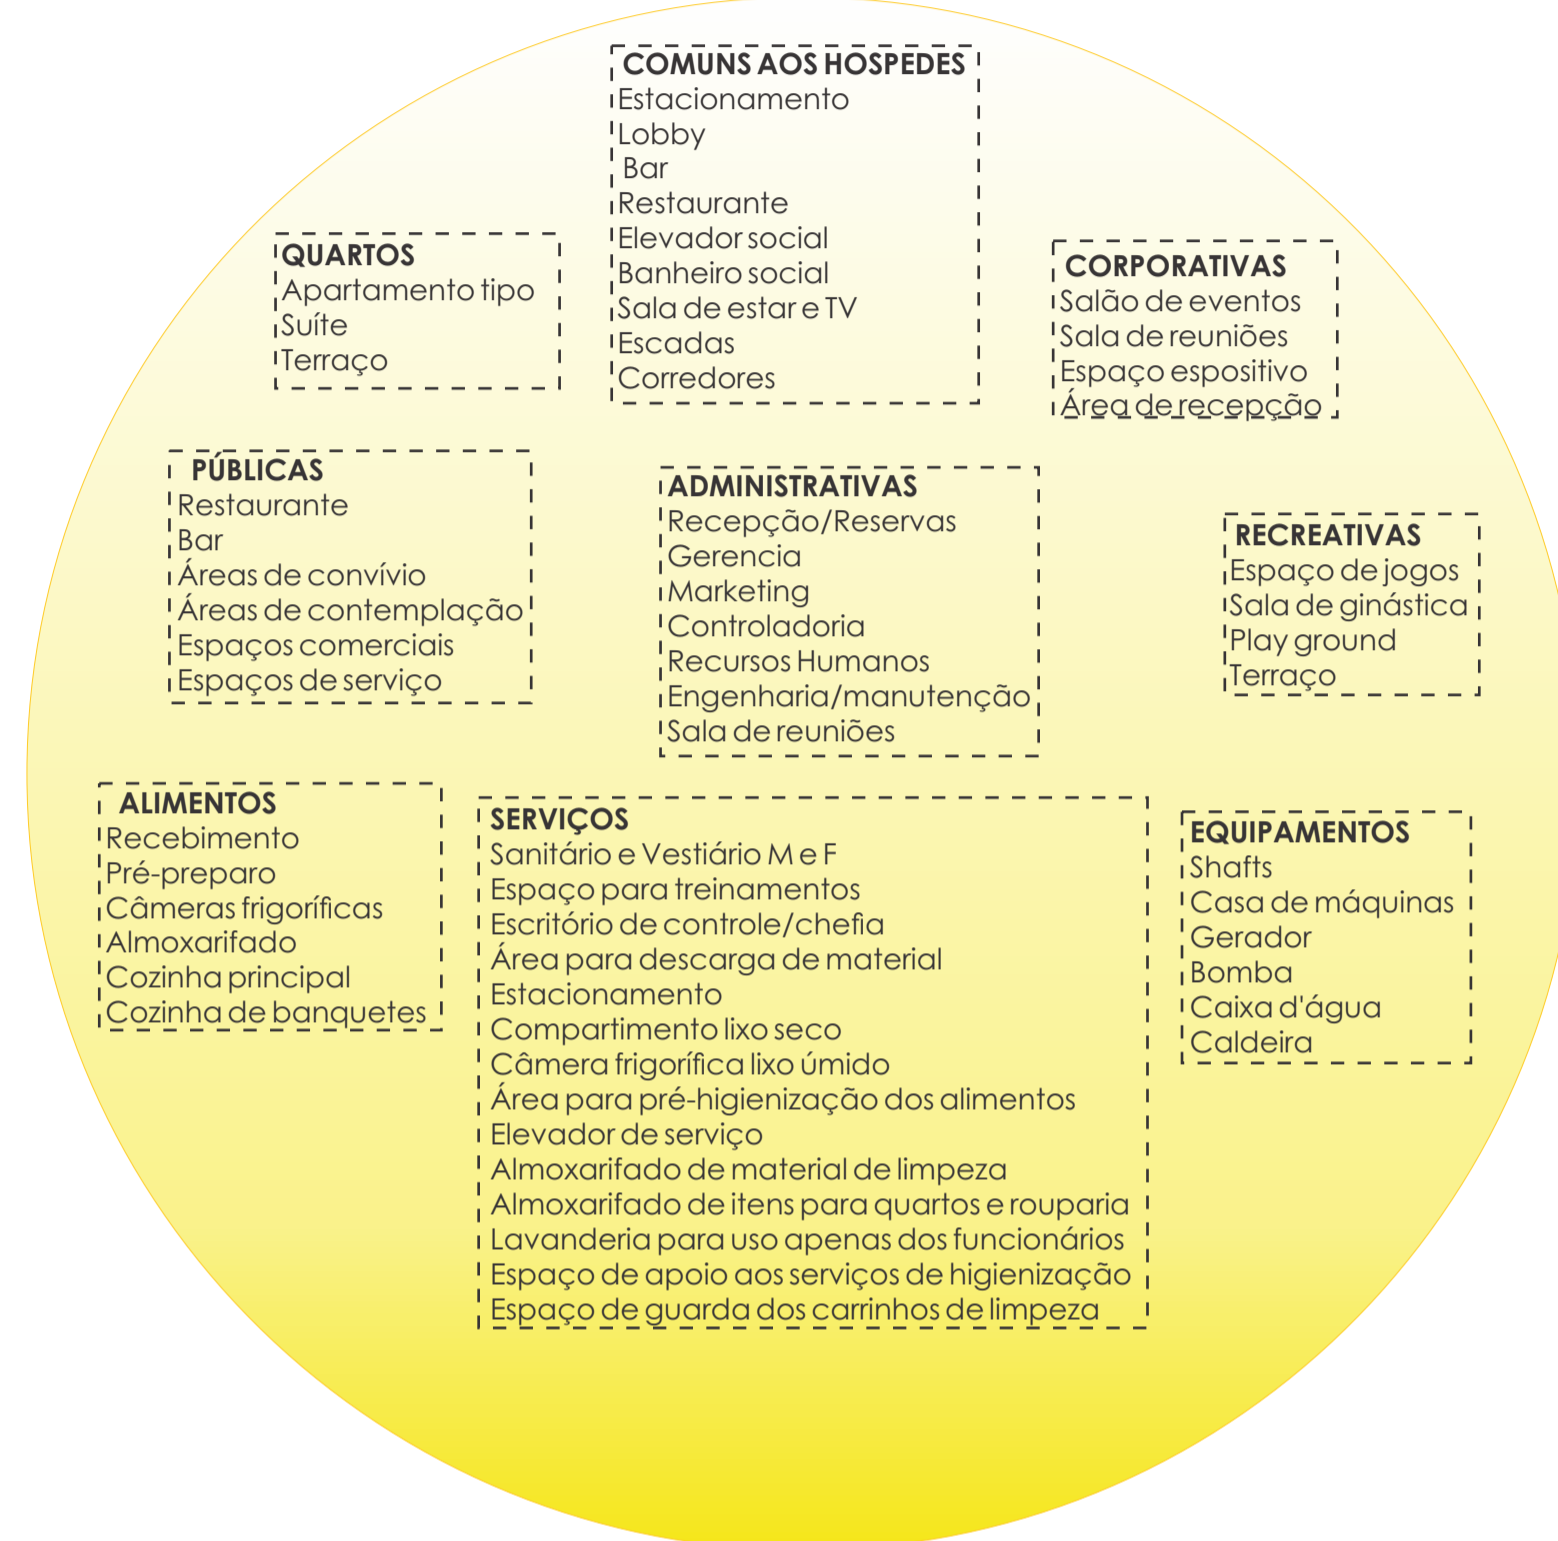 COMUNS AOS HOSPEDES
Estacionamento
Lobby
Bar
Restaurante
Elevador social
Banheiro social
Sala de estar e TV
Escadas
Corredores
QUARTOS
Apartamento tipo
Suíte
Terraço
CORPORATIVAS
Salão de eventos
Sala de reuniões
Espaço espositivo
Área de recepção
PÚBLICAS
Restaurante
Bar
Áreas de convívio
Áreas de contemplação
Espaços comerciais
Espaços de serviço
ADMINISTRATIVAS
Recepção/Reservas
Gerencia
Marketing
Controladoria
Recursos Humanos
Engenharia/manutenção
Sala de reuniões
RECREATIVAS
Espaço de jogos
Sala de ginástica
Play ground
Terraço
ALIMENTOS
Recebimento
Pré-preparo
Câmeras frigoríficas
Almoxarifado
Cozinha principal
Cozinha de banquetes
SERVIÇOS
Sanitário e Vestiário M e F
Espaço para treinamentos
Escritório de controle/chefia
Área para descarga de material
Estacionamento
Compartimento lixo seco
Câmera frigorífica lixo úmido
Área para pré-higienização dos alimentos
Elevador de serviço
Almoxarifado de material de limpeza
Almoxarifado de itens para quartos e rouparia
Lavanderia para uso apenas dos funcionários
Espaço de apoio aos serviços de higienização
Espaço de guarda dos carrinhos de limpeza
EQUIPAMENTOS
Shafts
Casa de máquinas
Gerador
Bomba
Caixa d'água
Caldeira